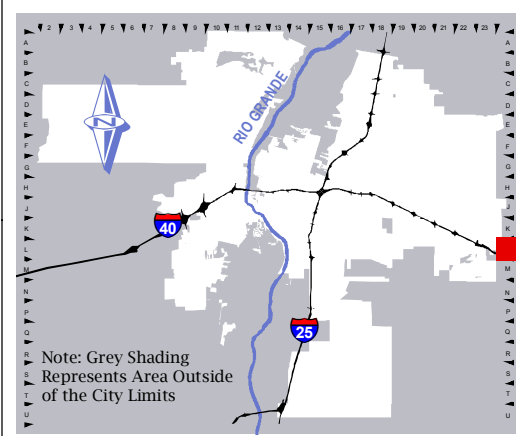 2 3 4 5 6 7 8 9 10 11 12 13 14 15 16 17 18 19 20 21 22 23
A A
B B
C C
D D
E E
F F
G G
H H
J J
K K
L
M M
N N
P P
Q Q
R R
S S
T T
U U
N
RIO GRANDE
40
25
Note: Grey Shading
Represents Area Outside
of the City Limits